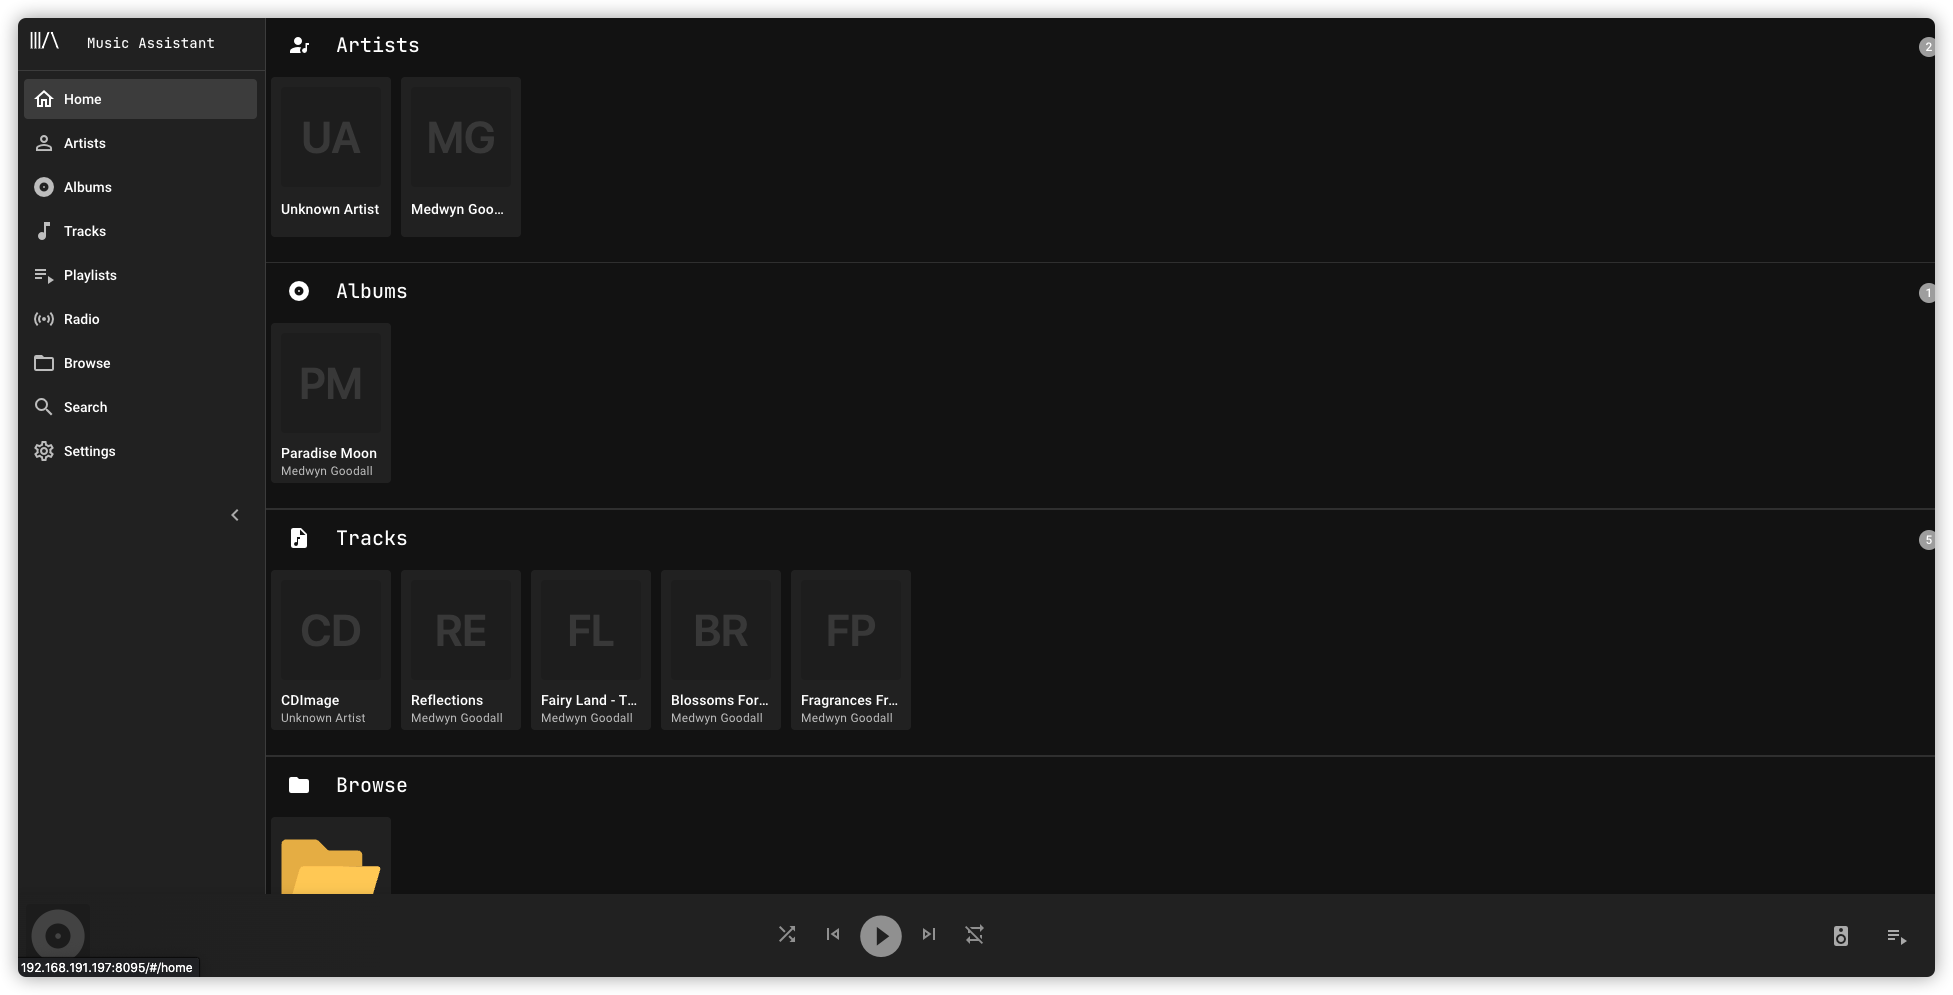 Music Assistant
Home
Artists
Albums
Tracks
Playlists
Radio
Browse
Search
Settings
Artists
2
UA
MG
Unknown Artist
Medwyn Goo...
Albums
1
PM
Paradise Moon
Medwyn Goodall
Tracks
5
CD
RE
FL
BR
FP
CDImage
Unknown Artist
Reflections
Medwyn Goodall
Fairy Land - T...
Medwyn Goodall
Blossoms For...
Medwyn Goodall
Fragrances Fr...
Medwyn Goodall
Browse
192.168.191.197:8095/#/home